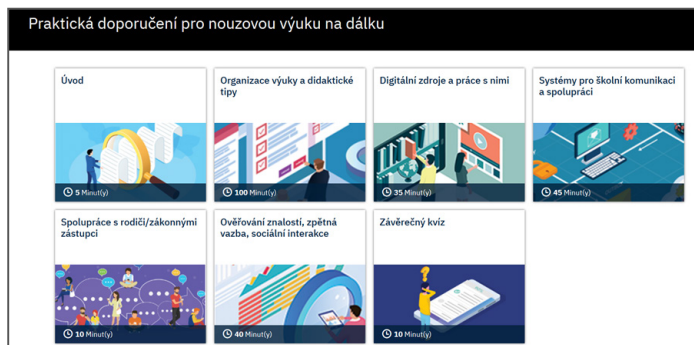 Praktická doporučení pro nouzovou výuku na dálku
Úvod
5 Minut(y)
Organizace výuky a didaktické
tipy
100 Minut(y)
Digitální zdroje a práce s nimi
35 Minut(y)
Systémy pro školní komunikaci
a spolupráci
45 Minut(y)
Spolupráce s rodiči/zákonnými
zástupci
10 Minut(y)
Ověřování znalostí, zpětná
vazba, sociální interakce
40 Minut(y)
Závěrečný kvíz
10 Minut(y)